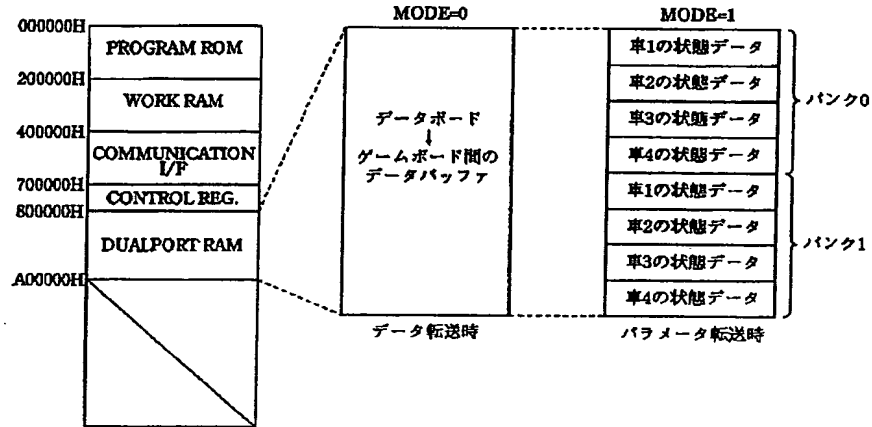 000000H
PROGRAM ROM
200000H
WORK RAM
400000H
COMMUNICATION
I/F
700000H
CONTROL REG.
800000H
DUALPORT RAM
A00000H
MODE=0
データボード
↓
ゲームボード間の
データバッファ
データ転送時
MODE=1
車1の状態データ
車2の状態データ
車3の状態データ
車4の状態データ
車1の状態データ
車2の状態データ
車3の状態データ
車4の状態データ
パラメータ転送時
バンク0
バンク1